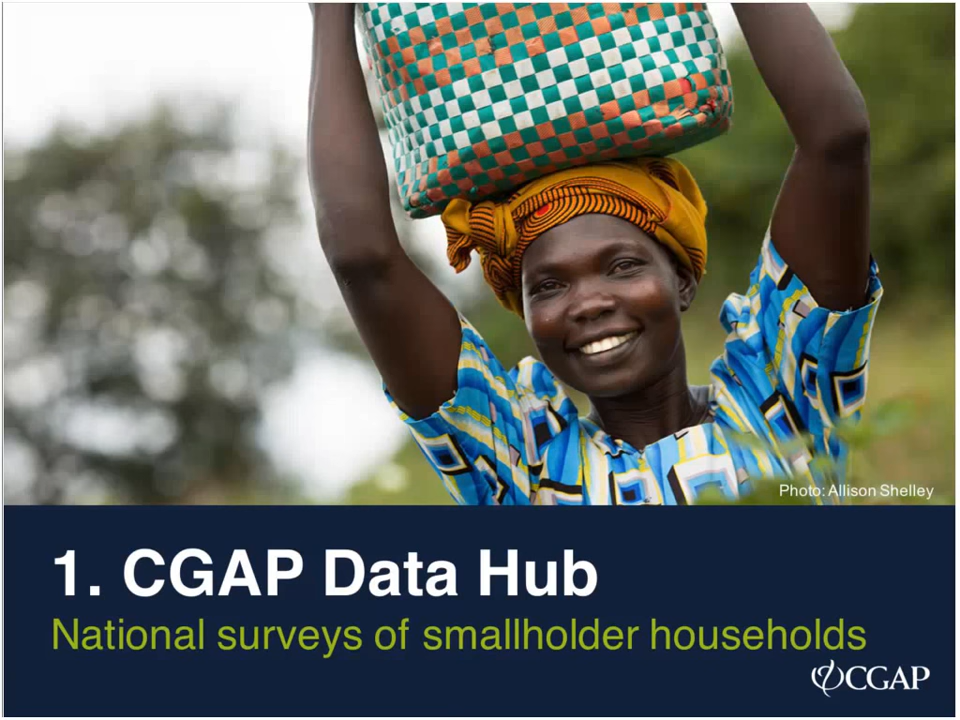 Photo: Allison Shelley
1. CGAP Data Hub
National surveys of smallholder households
CGAP